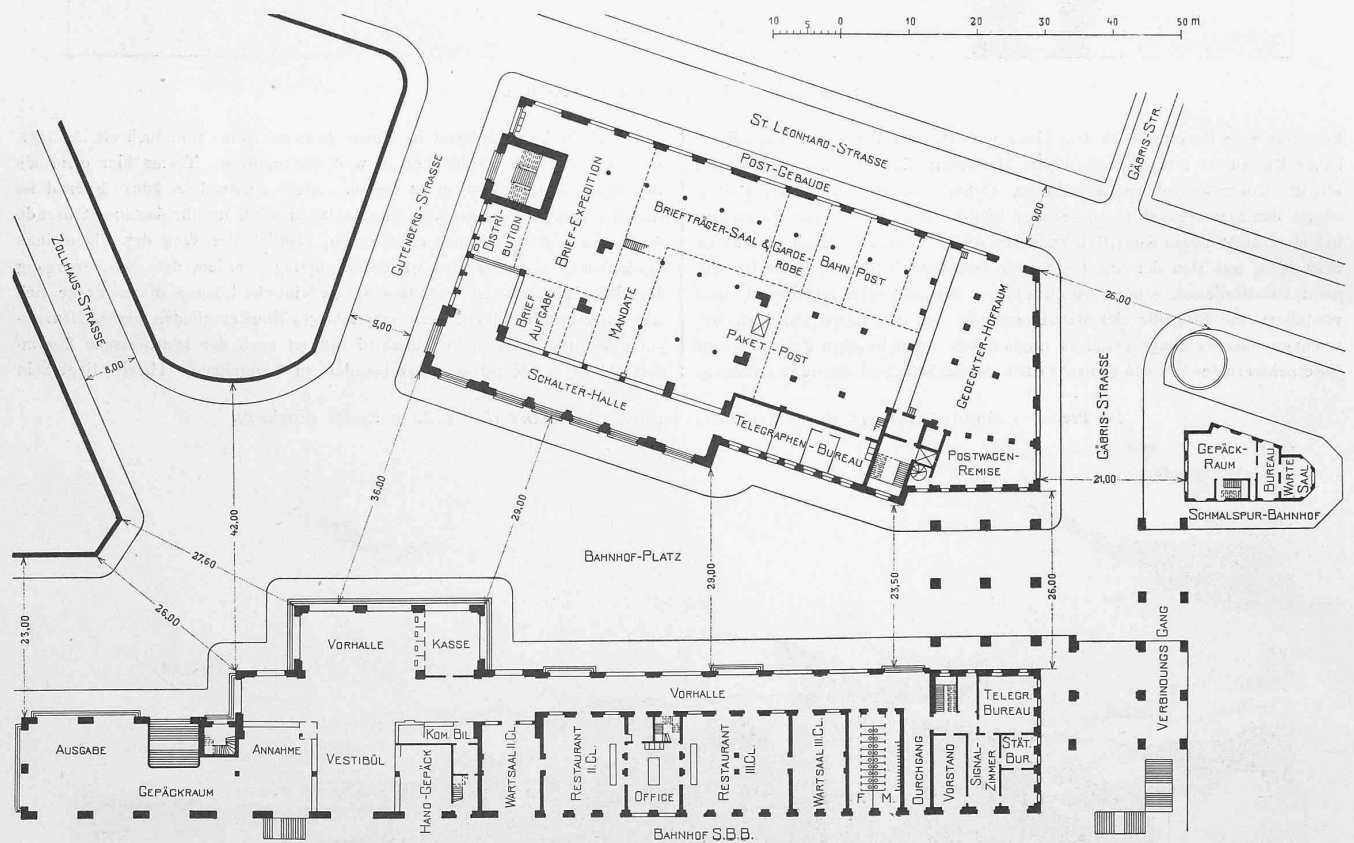 10 5 0 10 20 30 40 50 m
ST. LEONHARD-STRASSE
GÄBRIS-STR.
POST-GEBÄUDE
GUTENBERG-STRASSE
ZOLLIUS-STRASSE
BRIEF-EXPEDITION
DISTRI-
BUTION
BRIEFTRÄGER-SAAL & GARDE-
ROBE
BAHN POST
9,00
26,00
BRIEF
AUFGABE
MANDATE
PAKET-POST
GEDECKTER-HOFRAUM
GÄBRIS-STRASSE
9,00
8,00
SCHALTER-HALLE
TELEGRAPHEN-BUREAU
POSTWAGEN-
REMISE
21,00
GEPÄCK-
RAUM
BUREAU
WARTE
SAAL
SCHMALSPUR-BAHNHOF
42,00
36,00
29,00
29,00
23,50
26,00
27,60
26,00
23,00
BAHNHOF-PLATZ
VORHALLE
KASSE
VORHALLE
VERBINDUNGS GANG
AUSGABE
ANNAHME
VESTIBÜL
GEPÄCKRAUM
KOM. BIL.
HAND-GEPÄCK
WARTSAAL II.CL.
RESTAURANT
II.CL.
OFFICE
RESTAURANT
III.CL.
WARTSAAL III.CL.
F. M.
DURCHGANG
VORSTAND
SIGNAL-
ZIMMER
TELEGR.
BUREAU
STAT.
BUR.
BAHNHOF S.B.B.